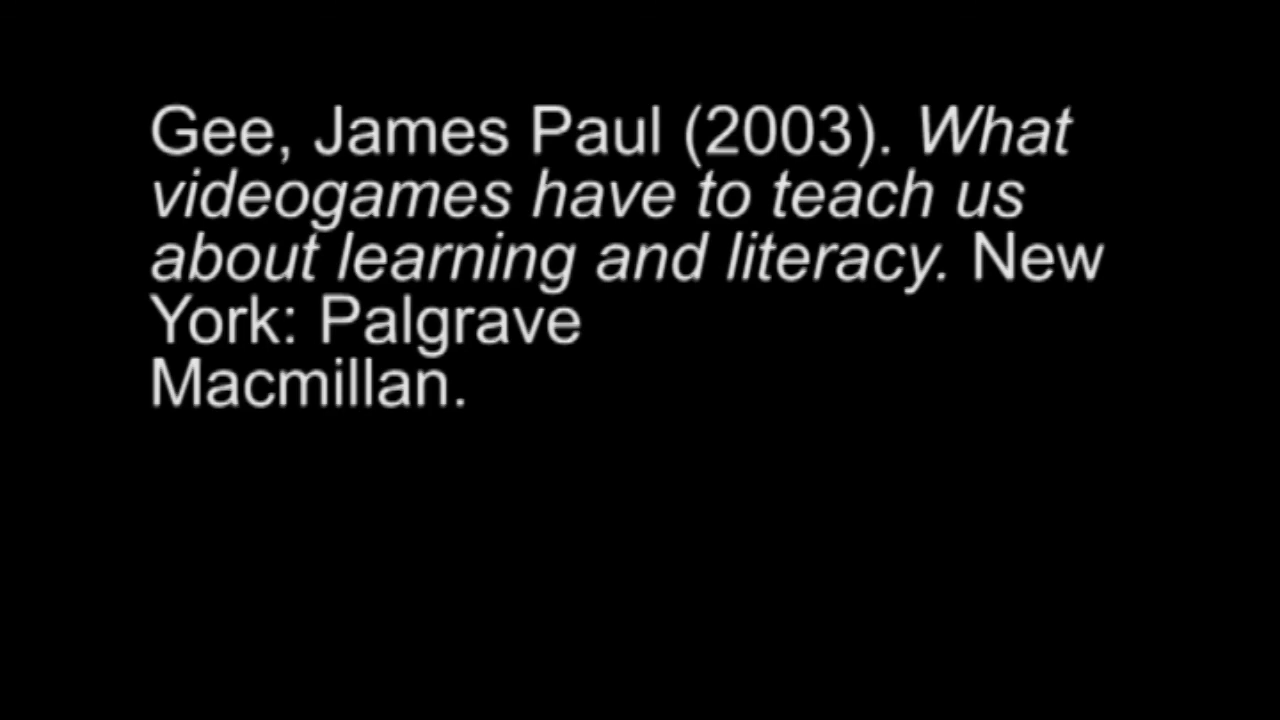 Gee, James Paul (2003). What
videogames have to teach us
about learning and literacy. New
York: Palgrave
Macmillan.